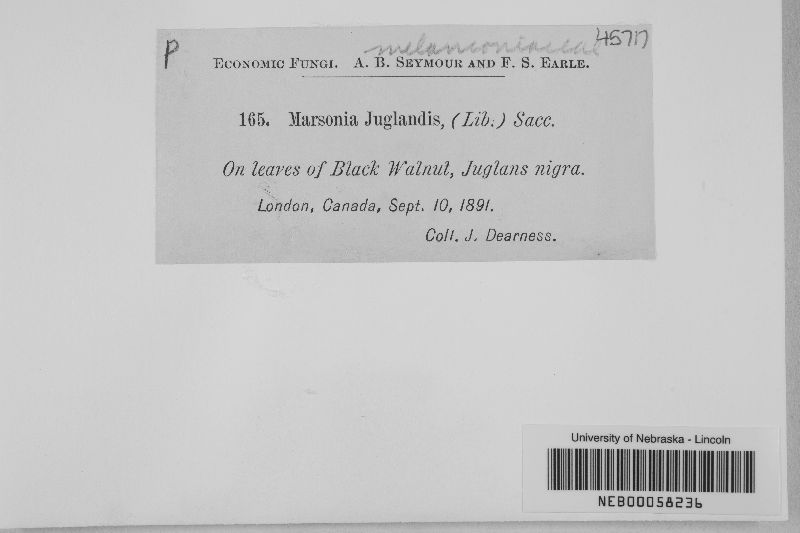 P melanconiaceae 45717
Economic Fungi. A. B. Seymour and F. S. Earle.
165. Marsonia Juglandis, (Lib.) Sacc.
On leaves of Black Walnut, Juglans nigra.
London, Canada, Sept. 10, 1891.
Coll. J. Dearness.
University of Nebraska - Lincoln
NEB00058236